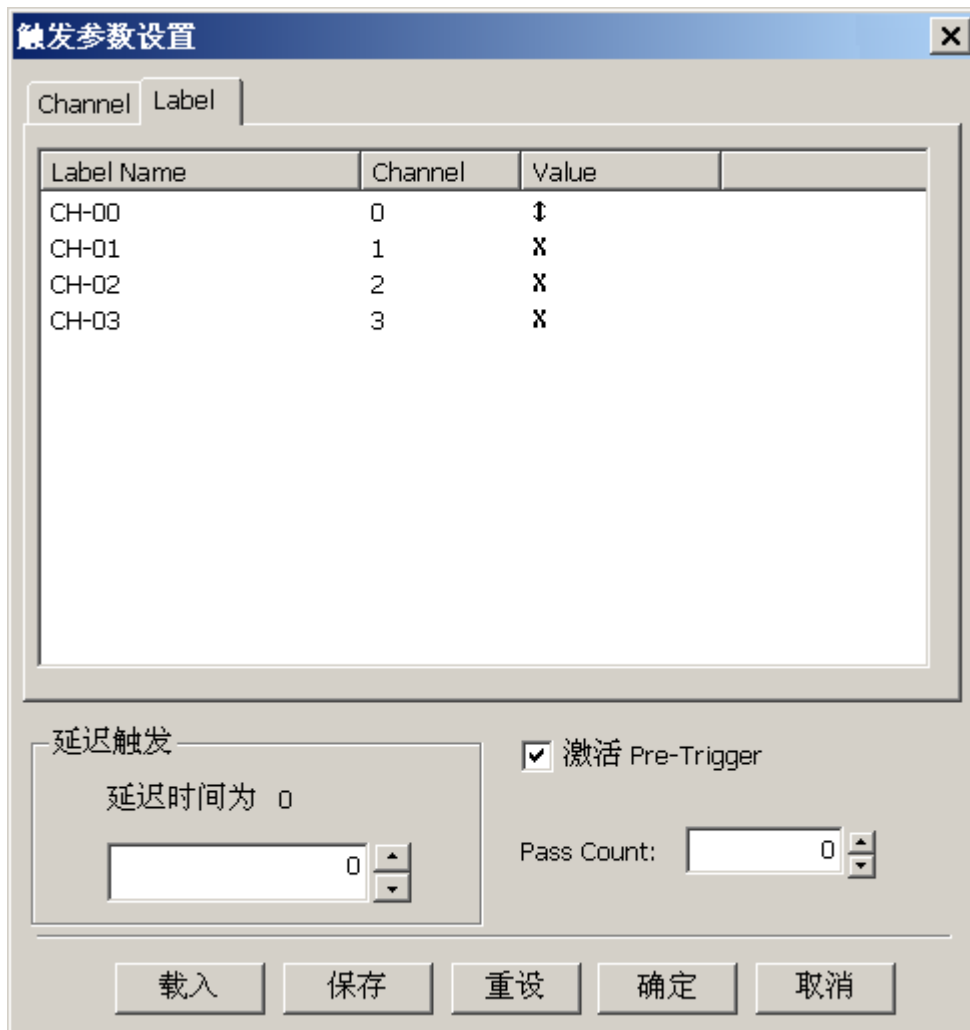 触发参数设置
Channel Label
Label Name Channel Value
CH-00 0 ↕
CH-01 1 X
CH-02 2 X
CH-03 3 X
延迟触发
激活 Pre-Trigger
延迟时间为 0
0
Pass Count: 0
载入 保存 重设 确定 取消